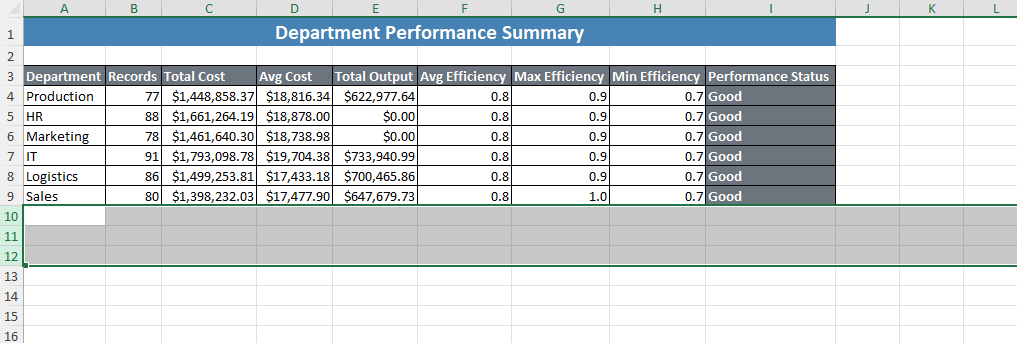 A B C D E F G H I J K L
1 Department Performance Summary
2
3 Department Records Total Cost Avg Cost Total Output Avg Efficiency Max Efficiency Min Efficiency Performance Status
4 Production 77 $1,448,858.37 $18,816.34 $622,977.64 0.8 0.9 0.7 Good
5 HR 88 $1,661,264.19 $18,878.00 $0.00 0.8 0.9 0.7 Good
6 Marketing 78 $1,461,640.30 $18,738.98 $0.00 0.8 0.9 0.7 Good
7 IT 91 $1,793,098.78 $19,704.38 $733,940.99 0.8 0.9 0.7 Good
8 Logistics 86 $1,499,253.81 $17,433.18 $700,465.86 0.8 0.9 0.7 Good
9 Sales 80 $1,398,232.03 $17,477.90 $647,679.73 0.8 1.0 0.7 Good
10
11
12
13
14
15
16